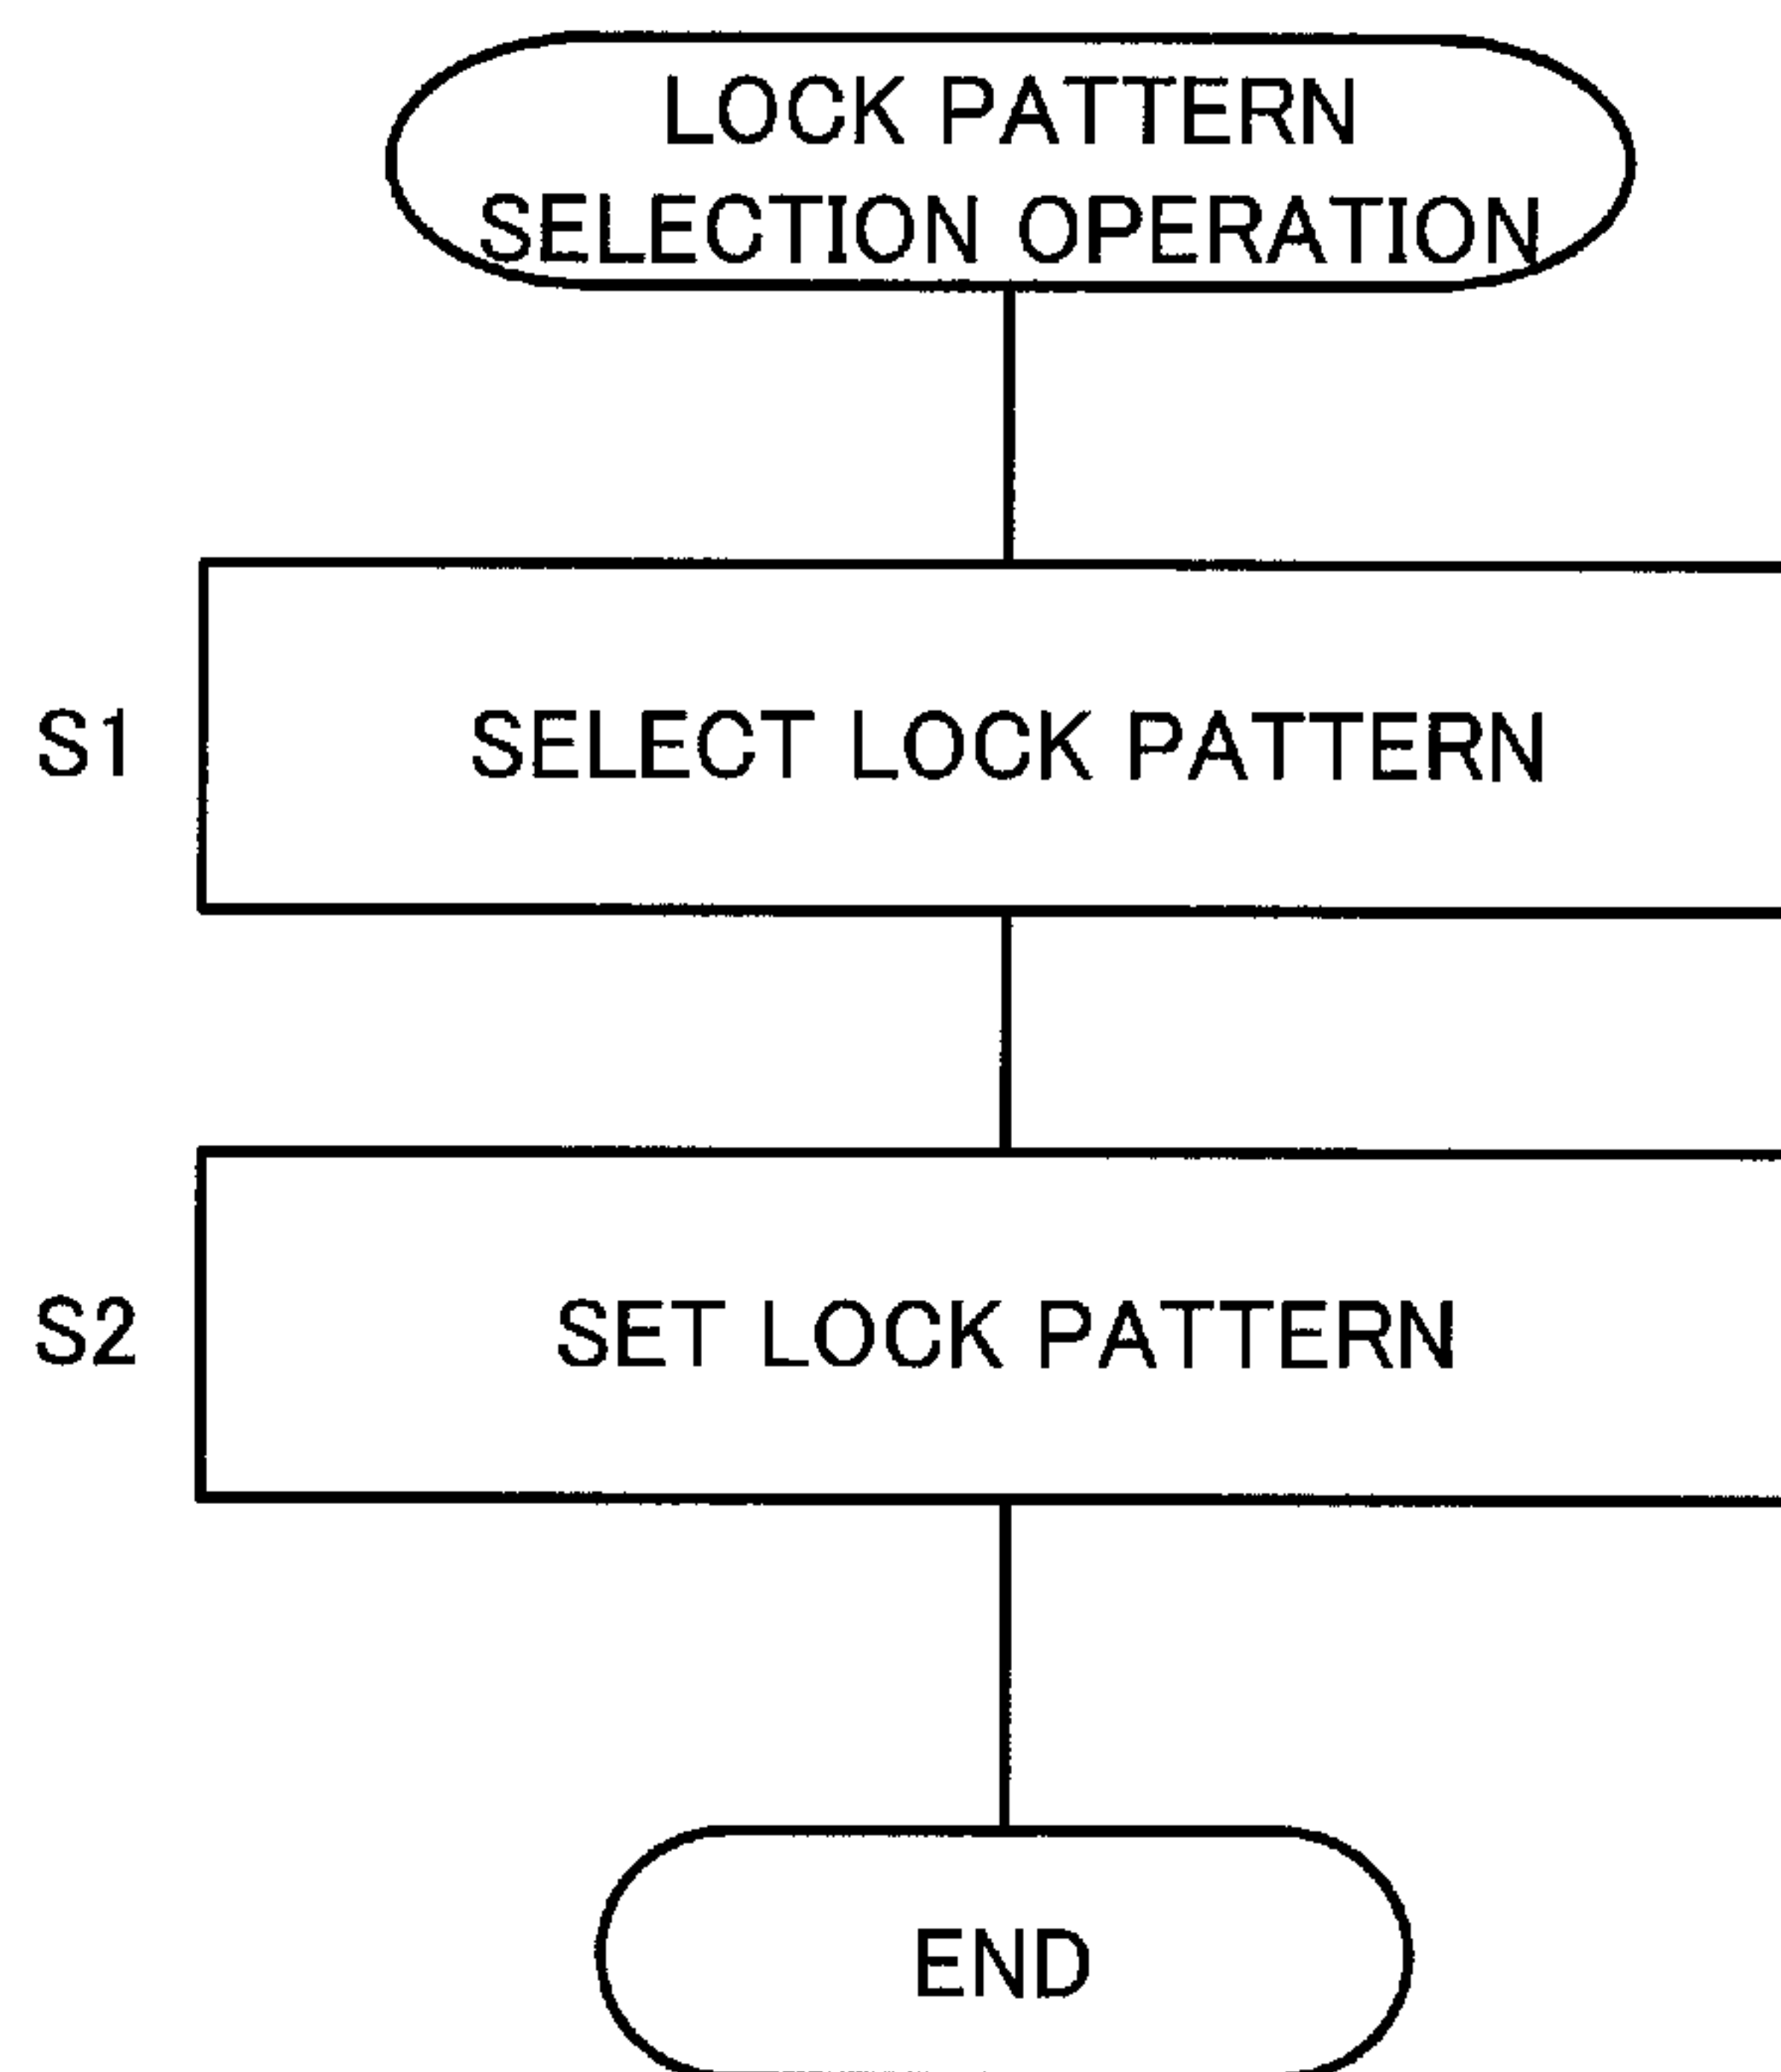 LOCK PATTERN
SELECTION OPERATION
S1 SELECT LOCK PATTERN
S2 SET LOCK PATTERN
END